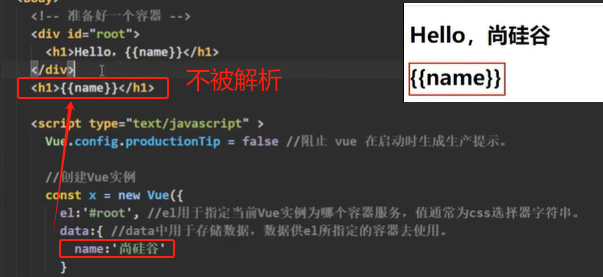 <body>
<!-- 准备好一个容器 -->
<div id="root">
<h1>Hello，{{name}}</h1>
</div>
<h1>{{name}}</h1>
不被解析
<script type="text/javascript" >
Vue.config.productionTip = false //阻止 vue 在启动时生成生产提示。
//创建Vue实例
const x = new Vue({
el:'#root', //el用于指定当前Vue实例为哪个容器服务，值通常为css选择器字符串。
data:{ //data中用于存储数据，数据供el所指定的容器去使用。
name:'尚硅谷'
}
Hello，尚硅谷
{{name}}